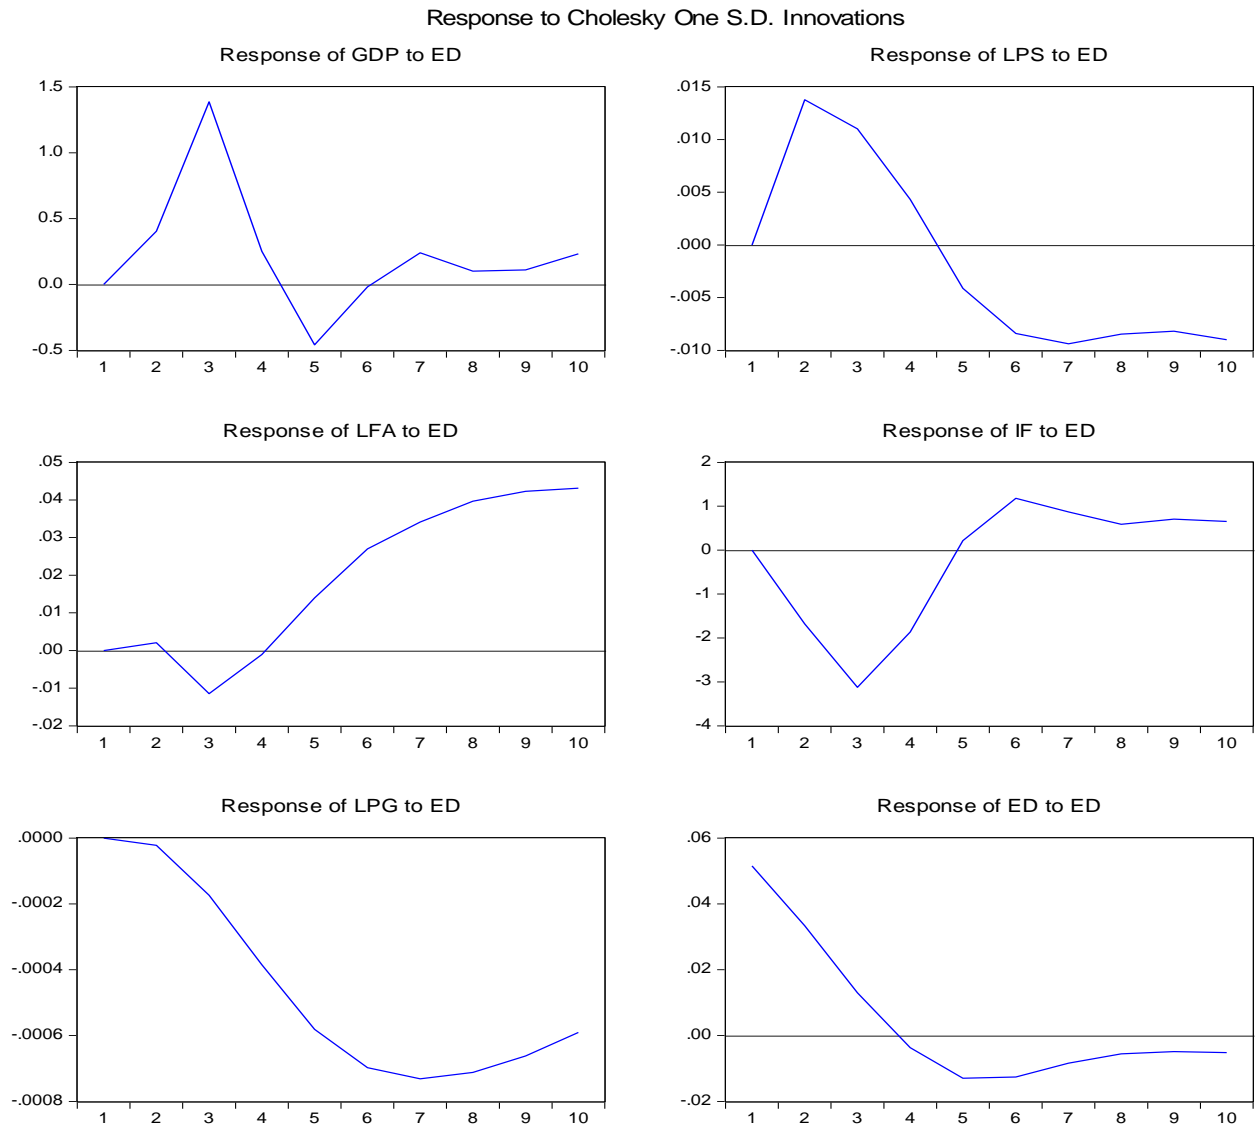 Response to Cholesky One S.D. Innovations
Response of GDP to ED
1.5
1.0
0.5
0.0
-0.5
1 2 3 4 5 6 7 8 9 10
Response of LPS to ED
.015
.010
.005
.000
-.005
-.010
1 2 3 4 5 6 7 8 9 10
Response of LFA to ED
.05
.04
.03
.02
.01
.00
-.01
-.02
1 2 3 4 5 6 7 8 9 10
Response of IF to ED
2
1
0
-1
-2
-3
-4
1 2 3 4 5 6 7 8 9 10
Response of LPG to ED
.0000
-.0002
-.0004
-.0006
-.0008
1 2 3 4 5 6 7 8 9 10
Response of ED to ED
.06
.04
.02
.00
-.02
1 2 3 4 5 6 7 8 9 10